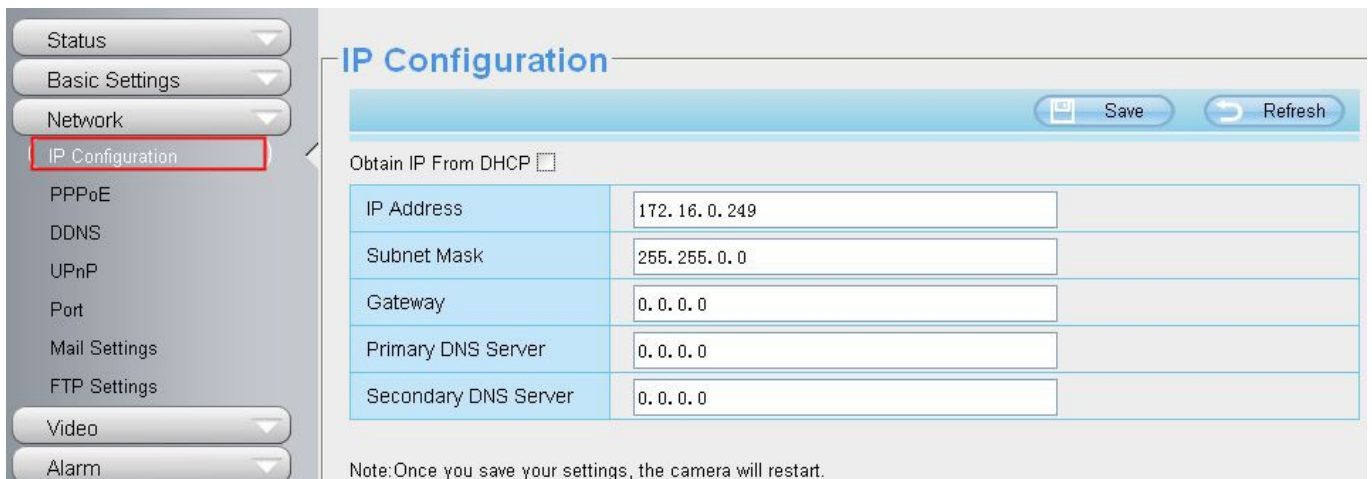 Status
Basic Settings
Network
IP Configuration
PPPoE
DDNS
UPnP
Port
Mail Settings
FTP Settings
Video
Alarm
IP Configuration
Save Refresh
Obtain IP From DHCP
IP Address 172.16.0.249
Subnet Mask 255.255.0.0
Gateway 0.0.0.0
Primary DNS Server 0.0.0.0
Secondary DNS Server 0.0.0.0
Note:Once you save your settings, the camera will restart.